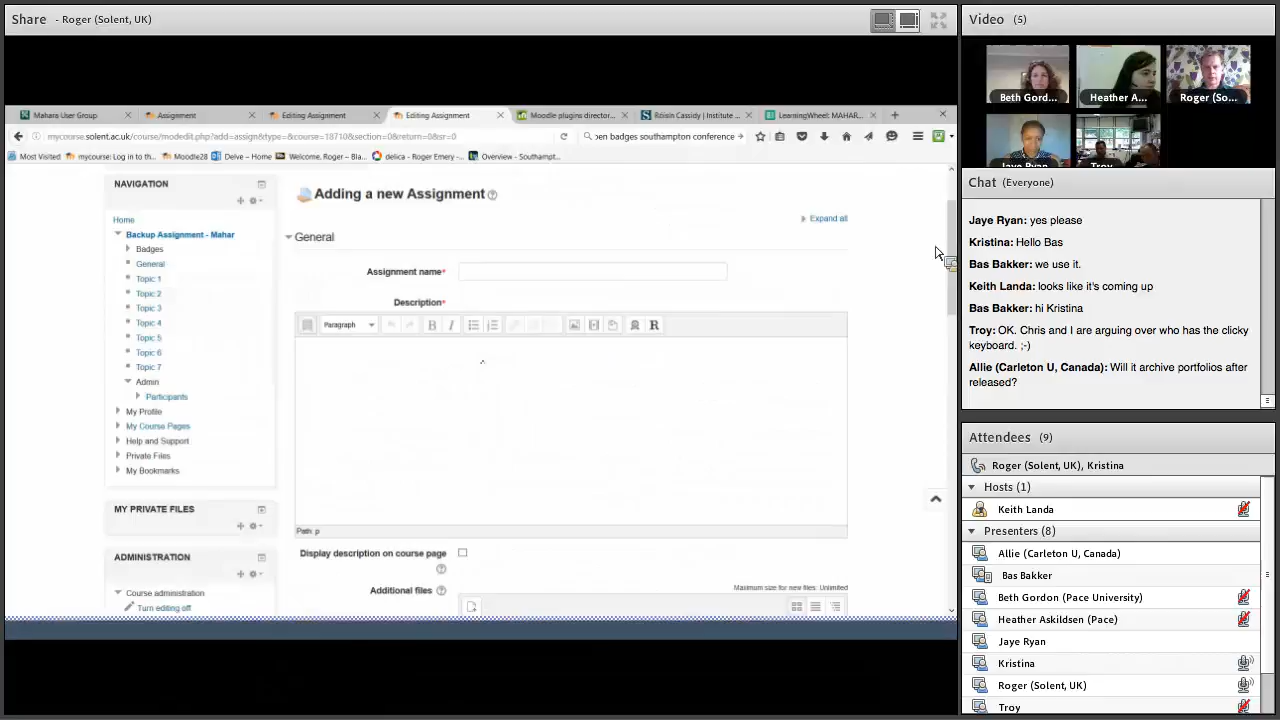 Share - Roger (Solent, UK)
Mahara User Group
Assignment
Editing Assignment
Editing Assignment
Moodle plugins director...
Roisin Cassidy | Institute ...
LearningWheel: MAHAR...
mycourse.solent.ac.uk/course/modedit.php?add=assign&type=&course=18710&section=0&return=0&sr=0
pen badges southampton conference
Most Visited
mycourse: Log in to th...
Moodle28
Delve – Home
Welcome, Roger – Bla...
delica - Roger Emery -...
Overview - Southampt...
NAVIGATION
Home
Backup Assignment - Mahar
Badges
General
Topic 1
Topic 2
Topic 3
Topic 4
Topic 5
Topic 6
Topic 7
Admin
Participants
My Profile
My Course Pages
Help and Support
Private Files
My Bookmarks
MY PRIVATE FILES
ADMINISTRATION
Course administration
Turn editing off
Adding a new Assignment
Expand all
General
Assignment name*
Description*
Paragraph
B I
R
Path: p
Display description on course page
Additional files
Maximum size for new files: Unlimited
Video (5)
Beth Gord...
Heather A...
Roger (So...
Jaye Ryan
Troy
Chat (Everyone)
Jaye Ryan: yes please
Kristina: Hello Bas
Bas Bakker: we use it.
Keith Landa: looks like it's coming up
Bas Bakker: hi Kristina
Troy: OK. Chris and I are arguing over who has the clicky
keyboard. ;-)
Allie (Carleton U, Canada): Will it archive portfolios after
released?
Attendees (9)
Roger (Solent, UK), Kristina
Hosts (1)
Keith Landa
Presenters (8)
Allie (Carleton U, Canada)
Bas Bakker
Beth Gordon (Pace University)
Heather Askildsen (Pace)
Jaye Ryan
Kristina
Roger (Solent, UK)
Troy